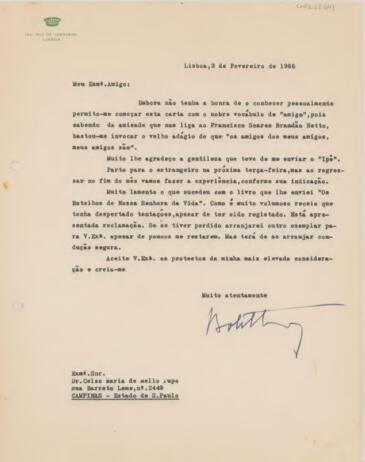 LISBOA
Lisboa,3 de Fevereiro de 1966
Meu Exmº.Amigo:
Embora não tenha a honra de o conhecer pessoalmente
permito-me começar esta carta com o nobre vocábulo de "amigo",pois
sabendo da amizade que nos liga ao Francisco Soares Brandão Netto,
bastou-me invocar o velho adágio de que "os amigos dos meus amigos,
meus amigos são".
Muito lhe agradeço a gentileza que teve de me enviar o "Ipê".
Parto para o estrangeiro na próxima terça-feira,mas ao regres-
sar no fim do mês vamos fazer a experiência,conforme sua indicação.
Muito lamento o que sucedeu com o livro que lhe enviei "Os
Retelhos de Nossa Senhora da Vida". Como é muito volumoso receio que
tenha despertado tentações,apesar de ter sido registado. Está apre-
sentada reclamação. Se se tiver perdido arranjarei outro exemplar pa-
ra V.Exª. apesar de poucos me restarem. Mas terá de se arranjar con-
dução segura.
Aceite V.Exª. os protestos da minha mais elevada considera-
ção e creia-me
Muito atentamente
Exmº.Snr.
Dr.Celso Maria de Mello Pupo
rua Barreto Leme,nº.2449
CAMPINAS - Estado de S.Paulo